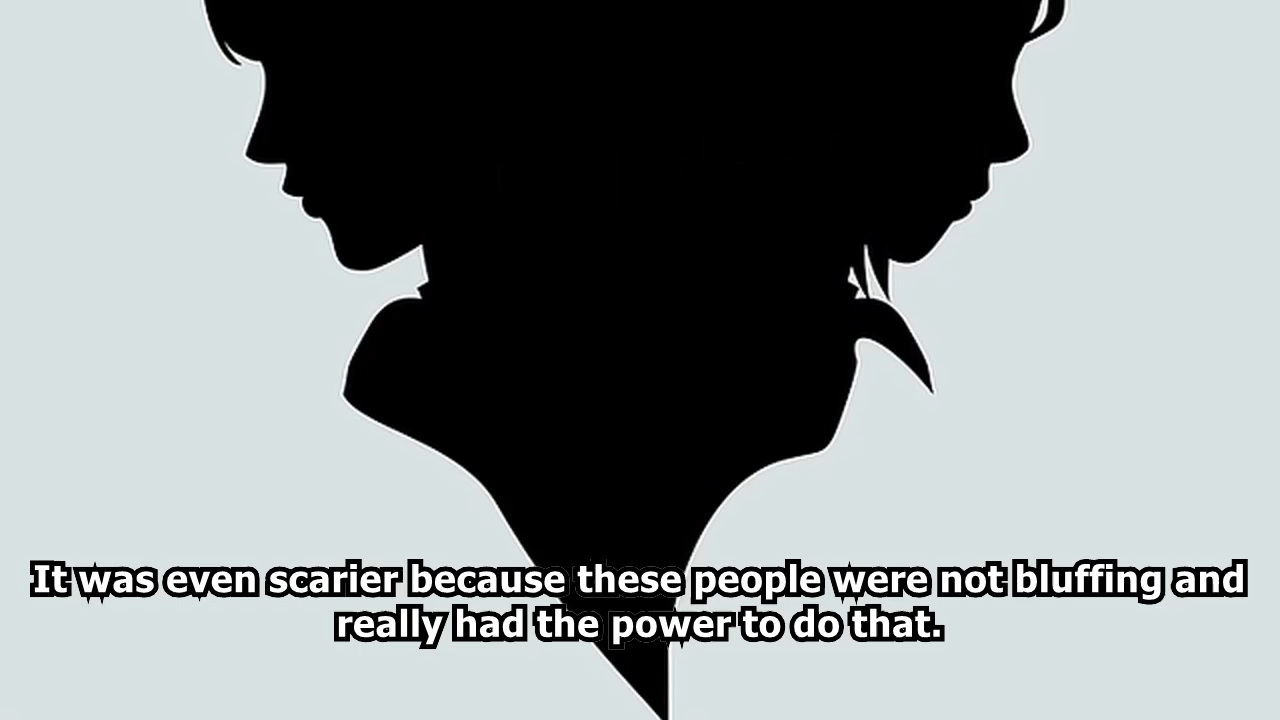 It was even scarier because these people were not bluffing and
really had the power to do that.